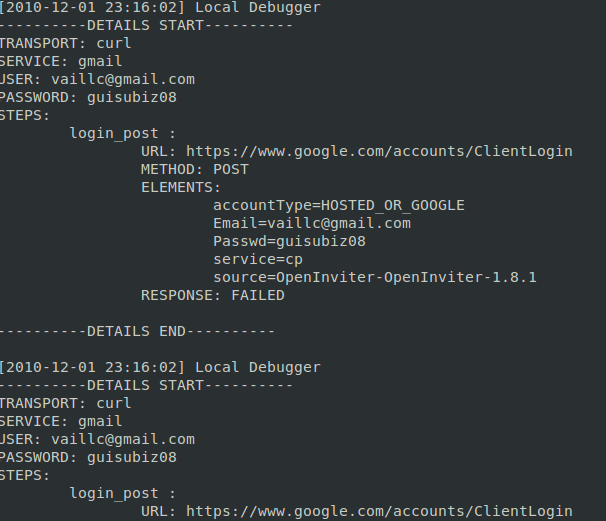 [2010-12-01 23:16:02] Local Debugger
----------DETAILS START----------
TRANSPORT: curl
SERVICE: gmail
USER: vaillc@gmail.com
PASSWORD: guisubiz08
STEPS:
login_post :
URL: https://www.google.com/accounts/ClientLogin
METHOD: POST
ELEMENTS:
accountType=HOSTED_OR_GOOGLE
Email=vaillc@gmail.com
Passwd=guisubiz08
service=cp
source=OpenInviter-OpenInviter-1.8.1
RESPONSE: FAILED
----------DETAILS END----------
[2010-12-01 23:16:02] Local Debugger
----------DETAILS START----------
TRANSPORT: curl
SERVICE: gmail
USER: vaillc@gmail.com
PASSWORD: guisubiz08
STEPS:
login_post :
URL: https://www.google.com/accounts/ClientLogin